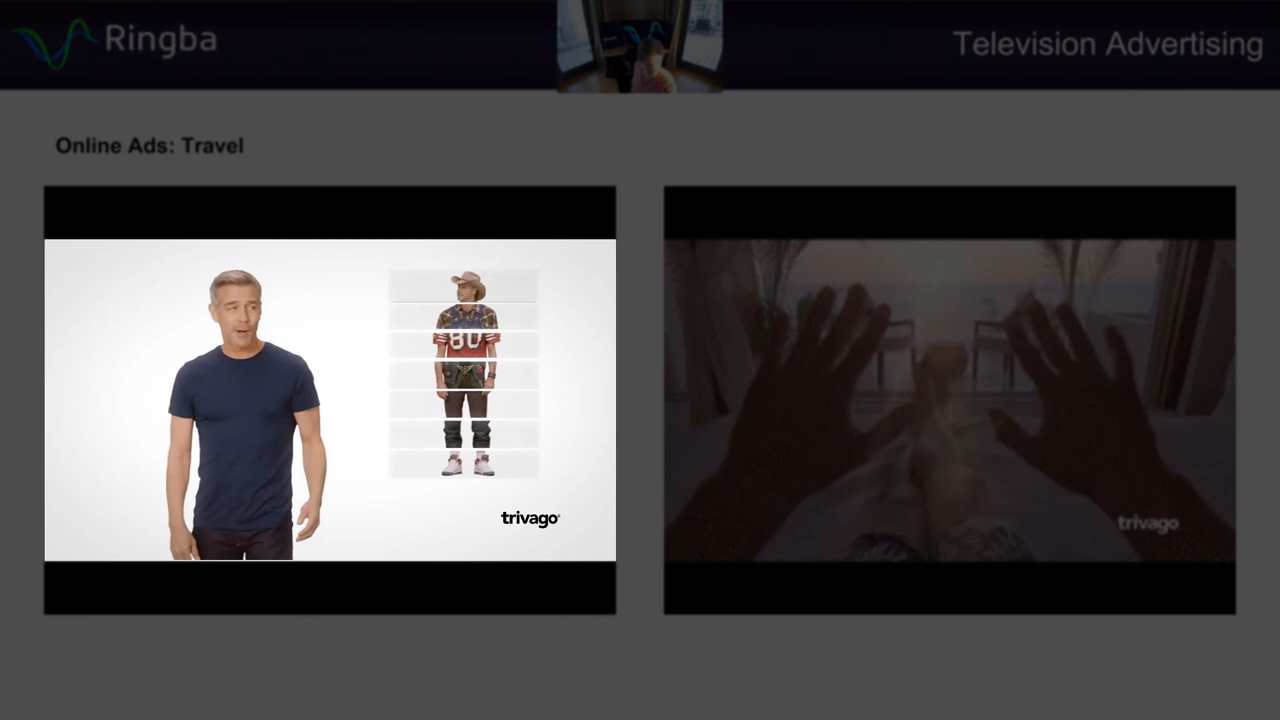 Ringba
Television Advertising
Online Ads: Travel
80
trivago
trivago